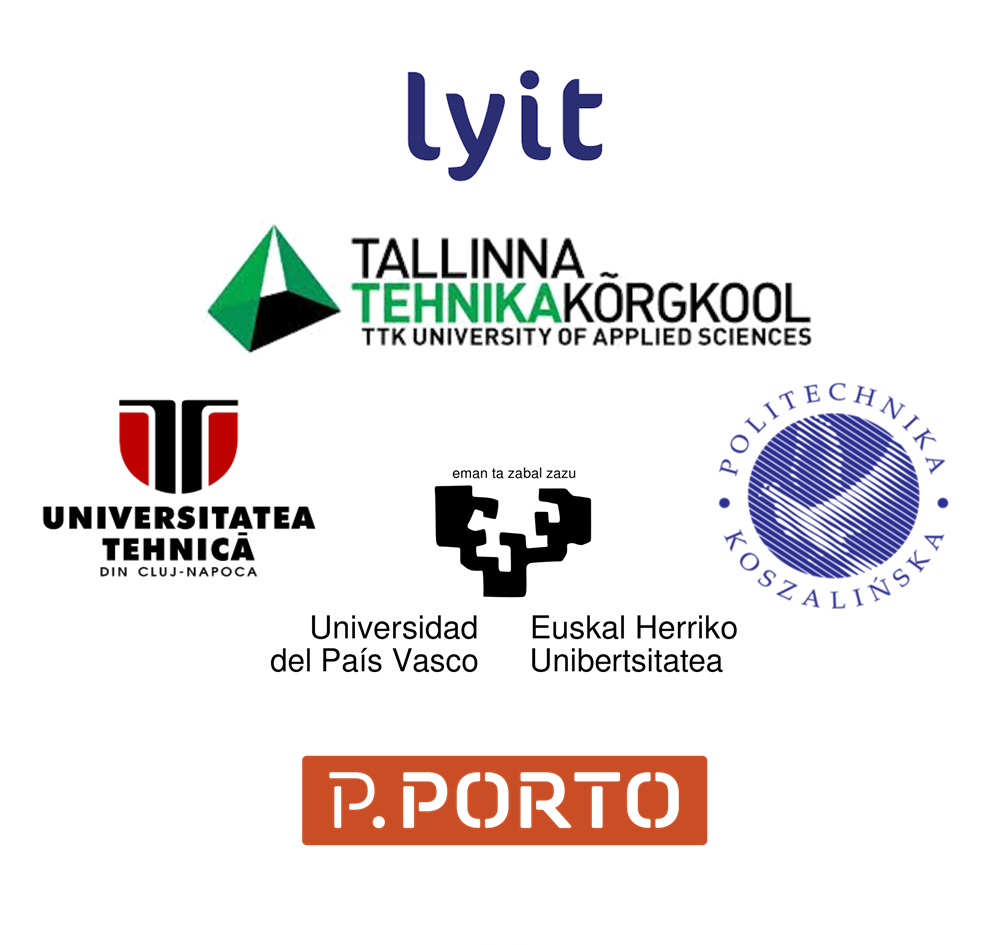 lyit
TALLINNA
TEHNIKAKÕRGKOOL
TTK UNIVERSITY OF APPLIED SCIENCES
UNIVERSITATEA
TEHNICĂ
DIN CLUJ-NAPOCA
eman ta zabal zazu
Universidad
del País Vasco
Euskal Herriko
Unibertsitatea
POLITECHNIKA
KOSZALIŃSKA
P.PORTO